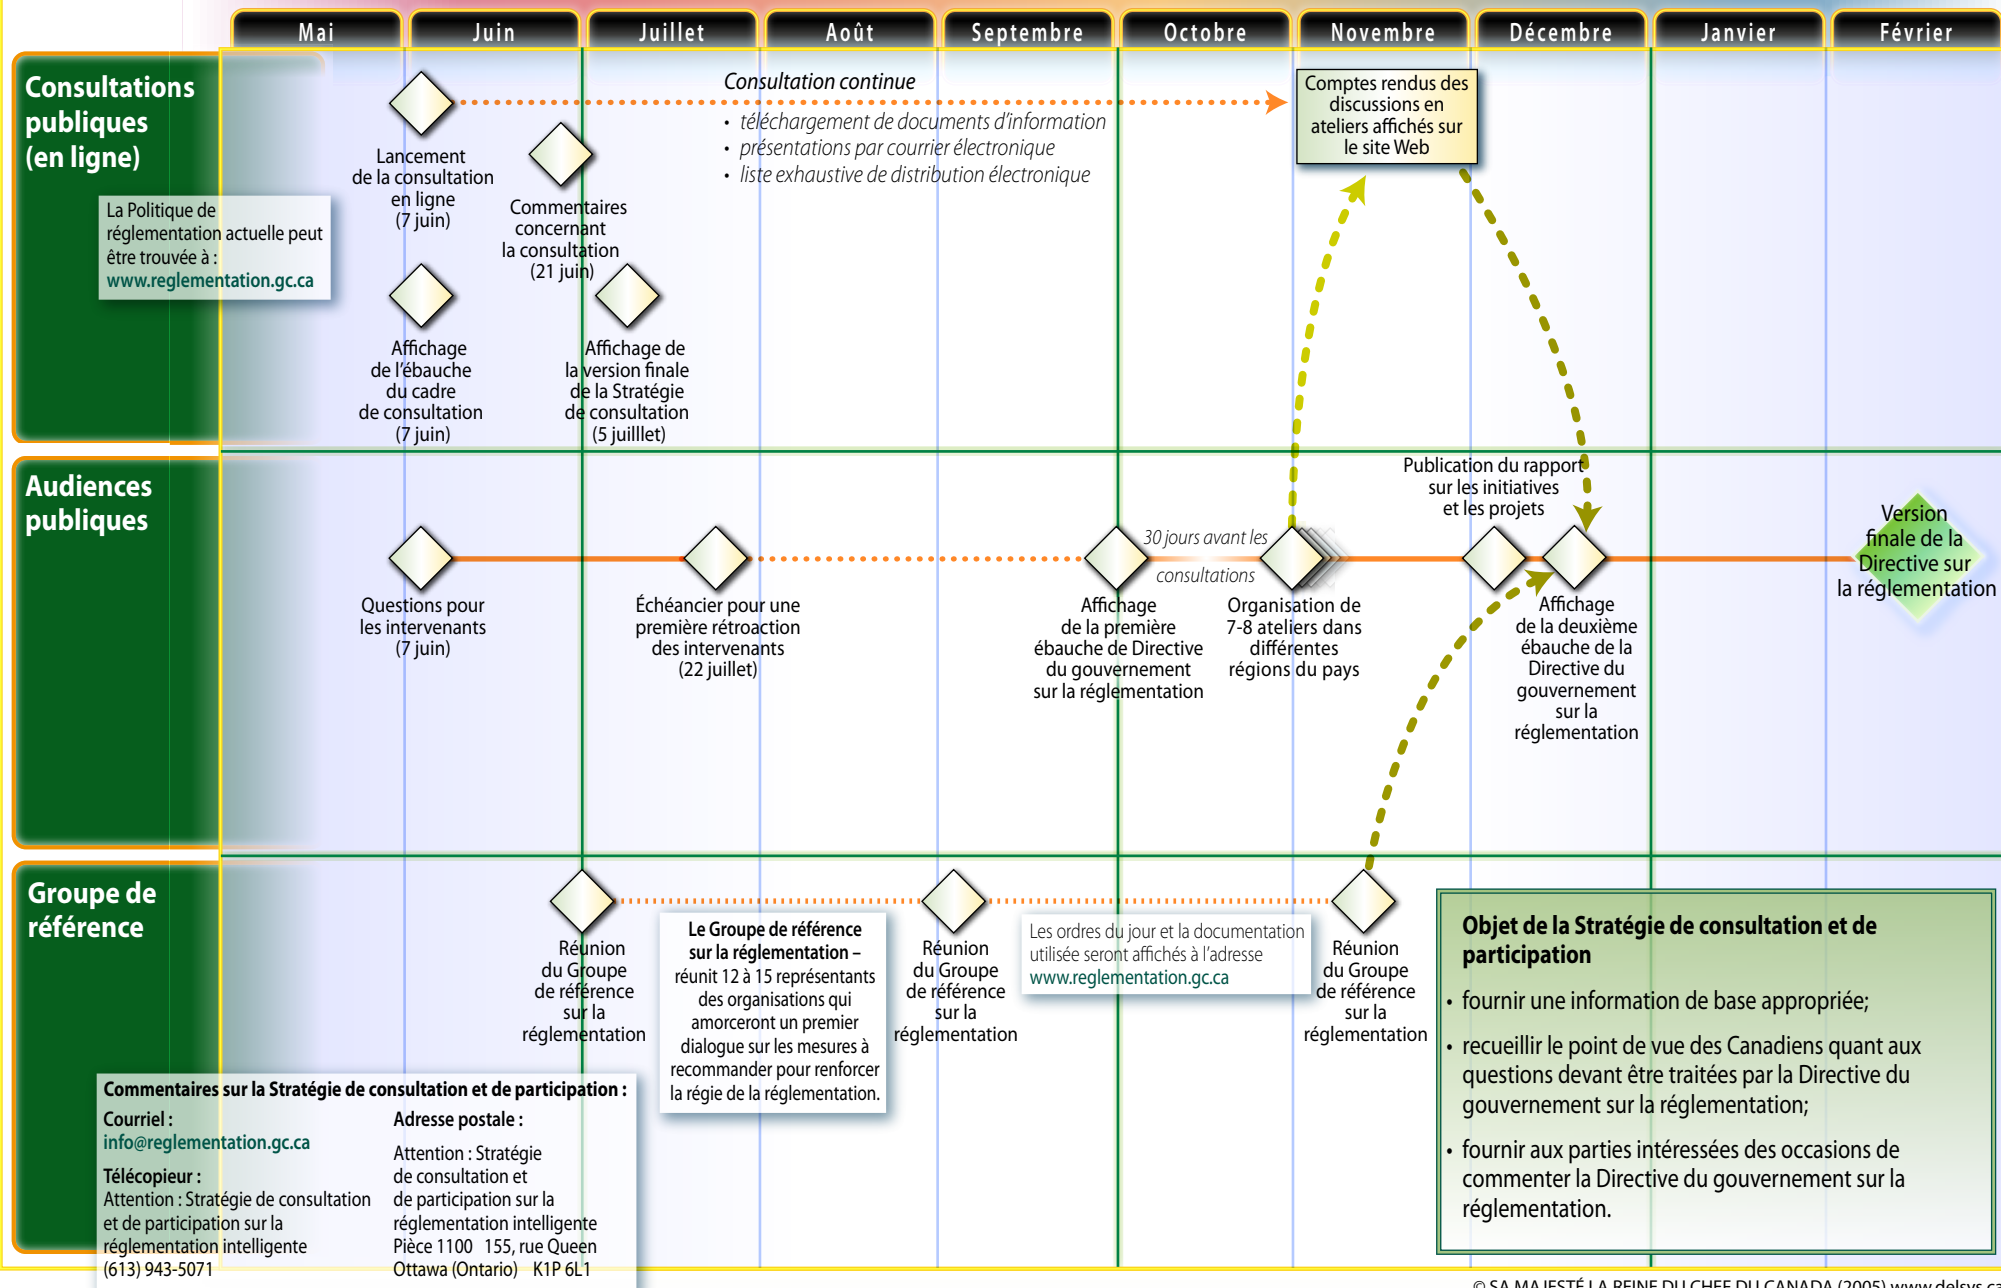 Mai
Juin
Juillet
Août
Septembre
Octobre
Novembre
Décembre
Janvier
Février
Consultations
publiques
(en ligne)
La Politique de
réglementation actuelle peut
être trouvée à :
www.reglementation.gc.ca
Lancement
de la consultation
en ligne
(7 juin)
Commentaires
concernant
la consultation
(21 juin)
Affichage
de l'ébauche
du cadre
de consultation
(7 juin)
Affichage de
la version finale
de la Stratégie
de consultation
(5 juilllet)
Consultation continue
• téléchargement de documents d'information
• présentations par courrier électronique
• liste exhaustive de distribution électronique
Comptes rendus des
discussions en
ateliers affichés sur
le site Web
Audiences
publiques
Questions pour
les intervenants
(7 juin)
Échéancier pour une
première rétroaction
des intervenants
(22 juillet)
Affichage
de la première
ébauche de Directive
du gouvernement
sur la réglementation
30 jours avant les
consultations
Organisation de
7-8 ateliers dans
différentes
régions du pays
Publication du rapport
sur les initiatives
et les projets
Affichage
de la deuxième
ébauche de la
Directive du
gouvernement
sur la
réglementation
Version
finale de la
Directive sur
la réglementation
Groupe de
référence
Réunion
du Groupe
de référence
sur la
réglementation
Le Groupe de référence
sur la réglementation –
réunit 12 à 15 représentants
des organisations qui
amorceront un premier
dialogue sur les mesures à
recommander pour renforcer
la régie de la réglementation.
Réunion
du Groupe
de référence
sur la
réglementation
Les ordres du jour et la documentation
utilisée seront affichés à l'adresse
www.reglementation.gc.ca
Réunion
du Groupe
de référence
sur la
réglementation
Objet de la Stratégie de consultation et de
participation
• fournir une information de base appropriée;
• recueillir le point de vue des Canadiens quant aux
questions devant être traitées par la Directive du
gouvernement sur la réglementation;
• fournir aux parties intéressées des occasions de
commenter la Directive du gouvernement sur la
réglementation.
Commentaires sur la Stratégie de consultation et de participation :
Courriel :
info@reglementation.gc.ca
Télécopieur :
Attention : Stratégie de consultation
et de participation sur la
réglementation intelligente
(613) 943-5071
Adresse postale :
Attention : Stratégie
de consultation et
de participation sur la
réglementation intelligente
Pièce 1100 155, rue Queen
Ottawa (Ontario) K1P 6L1
© SA MAJESTÉ LA REINE DU CHEF DU CANADA (2005) www.delsys.ca